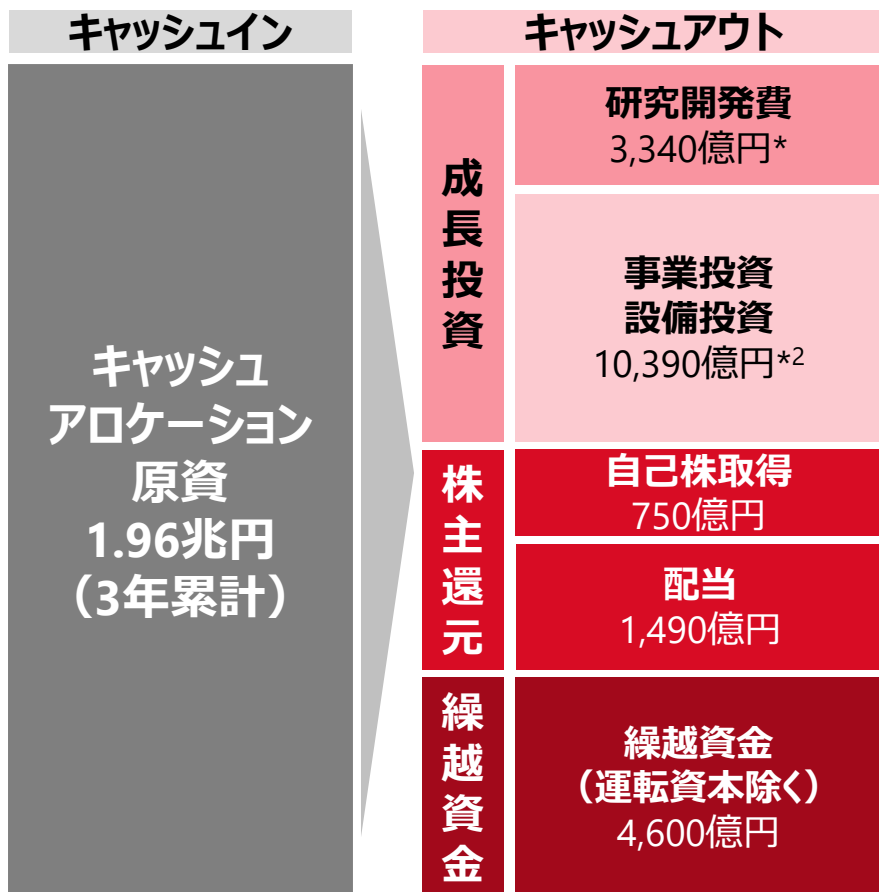 キャッシュイン
キャッシュ
アロケーション
原資
1.96兆円
（3年累計）
キャッシュアウト
成長投資
研究開発費
3,340億円*
事業投資
設備投資
10,390億円*2
株主還元
自己株取得
750億円
配当
1,490億円
繰越資金
繰越資金
（運転資本除く）
4,600億円